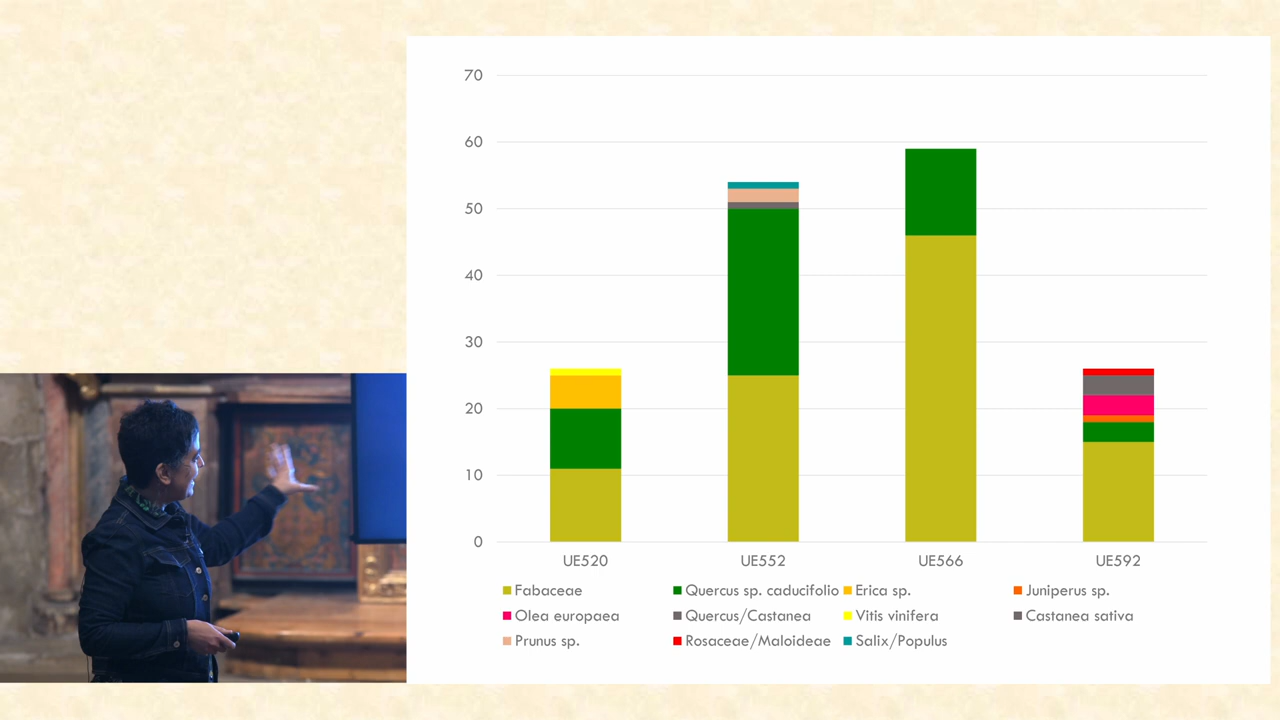 70
60
50
40
30
20
10
0
UE520 UE552 UE566 UE592
Fabaceae Quercus sp. caducifolio Erica sp. Juniperus sp.
Olea europaea Quercus/Castanea Vitis vinifera Castanea sativa
Prunus sp. Rosaceae/Maloideae Salix/Populus